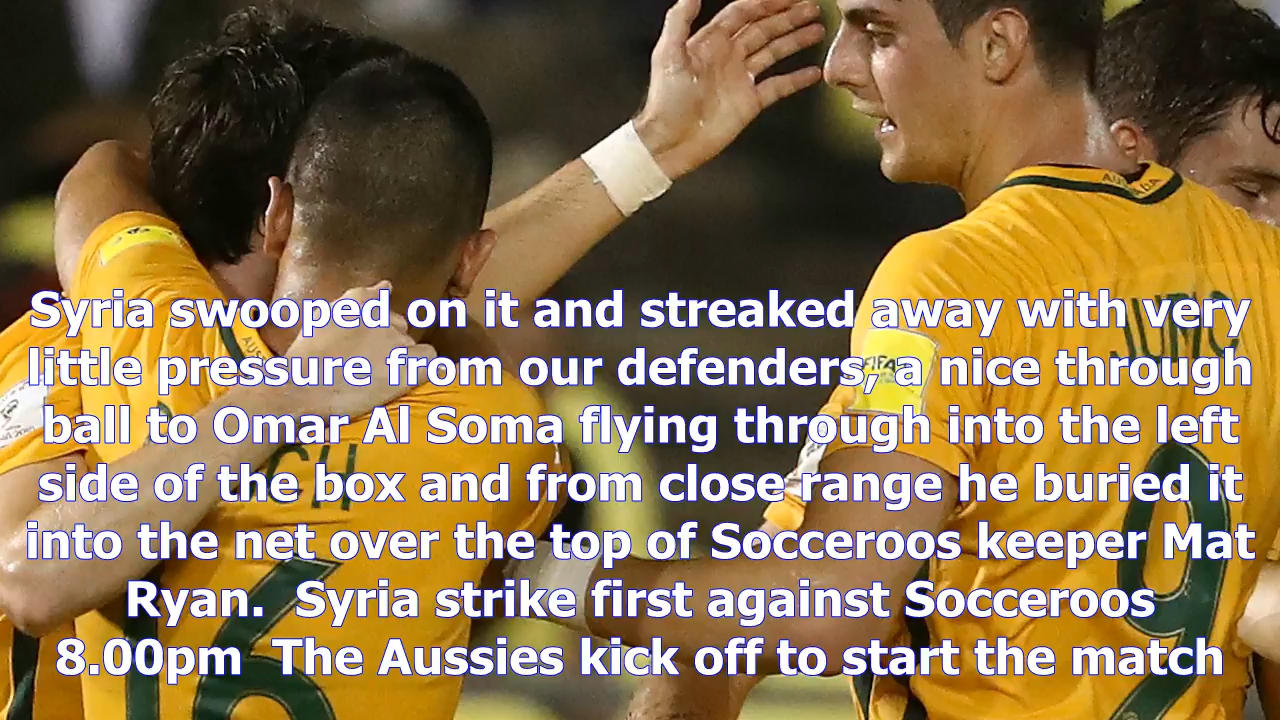 Syria swooped on it and streaked away with very
little pressure from our defenders, a nice through
ball to Omar Al Soma flying through into the left
side of the box and from close range he buried it
into the net over the top of Socceroos keeper Mat
Ryan.  Syria strike first against Socceroos
8.00pm  The Aussies kick off to start the match
FIFA
9
16